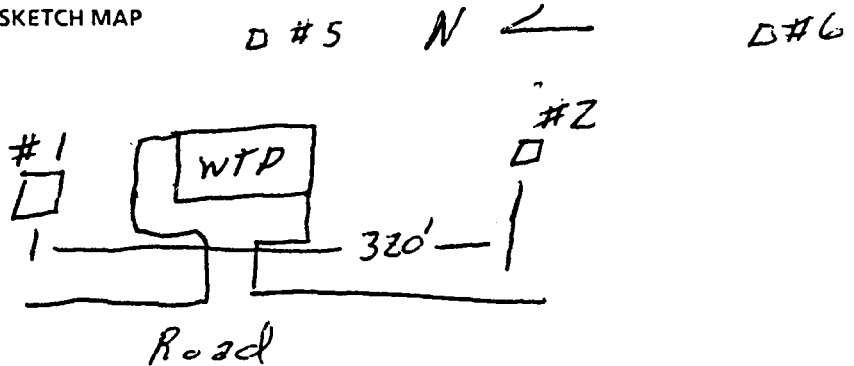 SKETCH MAP
#5 N #6
#2
#1 WTP
320'
Road